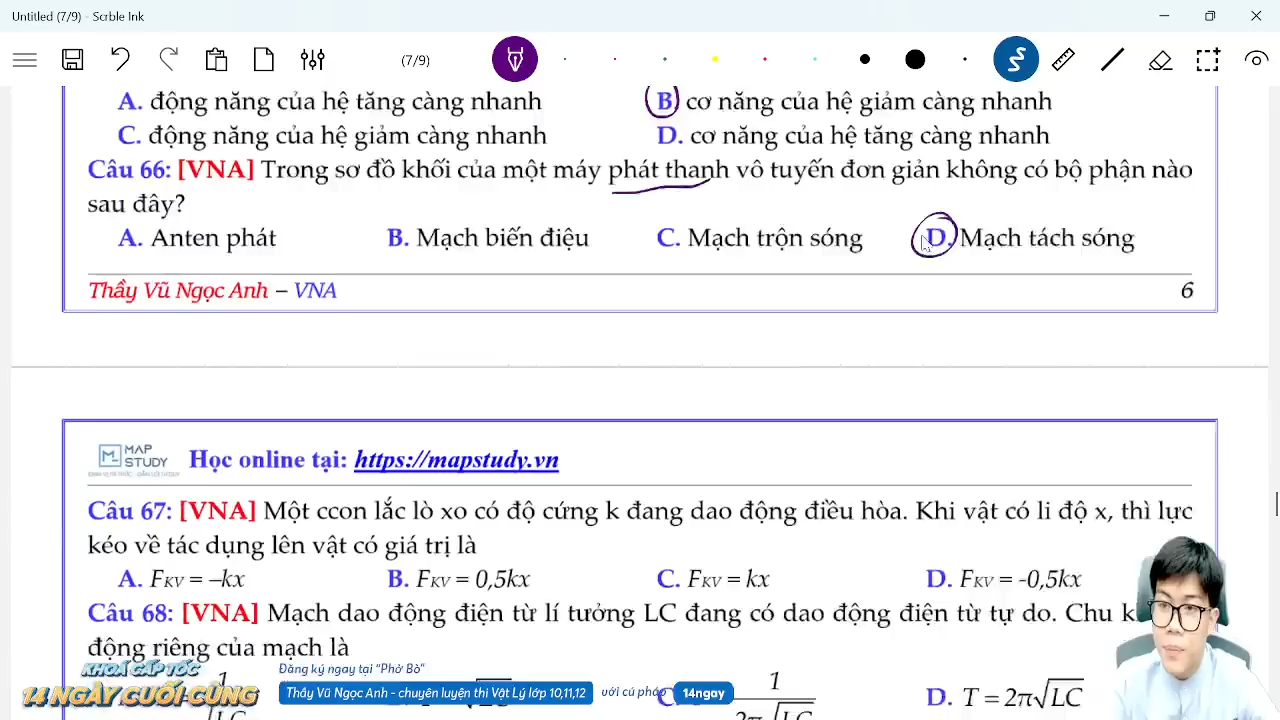 Untitled (7/9) - Scrble Ink
(7/9)
A. động năng của hệ tăng càng nhanh B. cơ năng của hệ giảm càng nhanh
C. động năng của hệ giảm càng nhanh D. cơ năng của hệ tăng càng nhanh
Câu 66: [VNA] Trong sơ đồ khối của một máy phát thanh vô tuyến đơn giản không có bộ phận nào
sau đây?
A. Anten phát B. Mạch biến điệu C. Mạch trộn sóng D. Mạch tách sóng
Thầy Vũ Ngọc Anh – VNA 6
MAP
STUDY
Học online tại: https://mapstudy.vn
Câu 67: [VNA] Một ccon lắc lò xo có độ cứng k đang dao động điều hòa. Khi vật có li độ x, thì lực
kéo về tác dụng lên vật có giá trị là
A. FKV = –kx B. FKV = 0,5kx C. FKV = kx D. FKV = -0,5kx
Câu 68: [VNA] Mạch dao động điện từ lí tưởng LC đang có dao động điện từ tự do. Chu
động riêng của mạch là
D. T = 2π√LC
KHOÁ CẤP TỐC
14 NGÀY CUỐI CÙNG
Đăng ký ngay tại "Phở Bò"
Thầy Vũ Ngọc Anh - chuyên luyện thi Vật Lý lớp 10,11,12 với cú pháp 14ngay